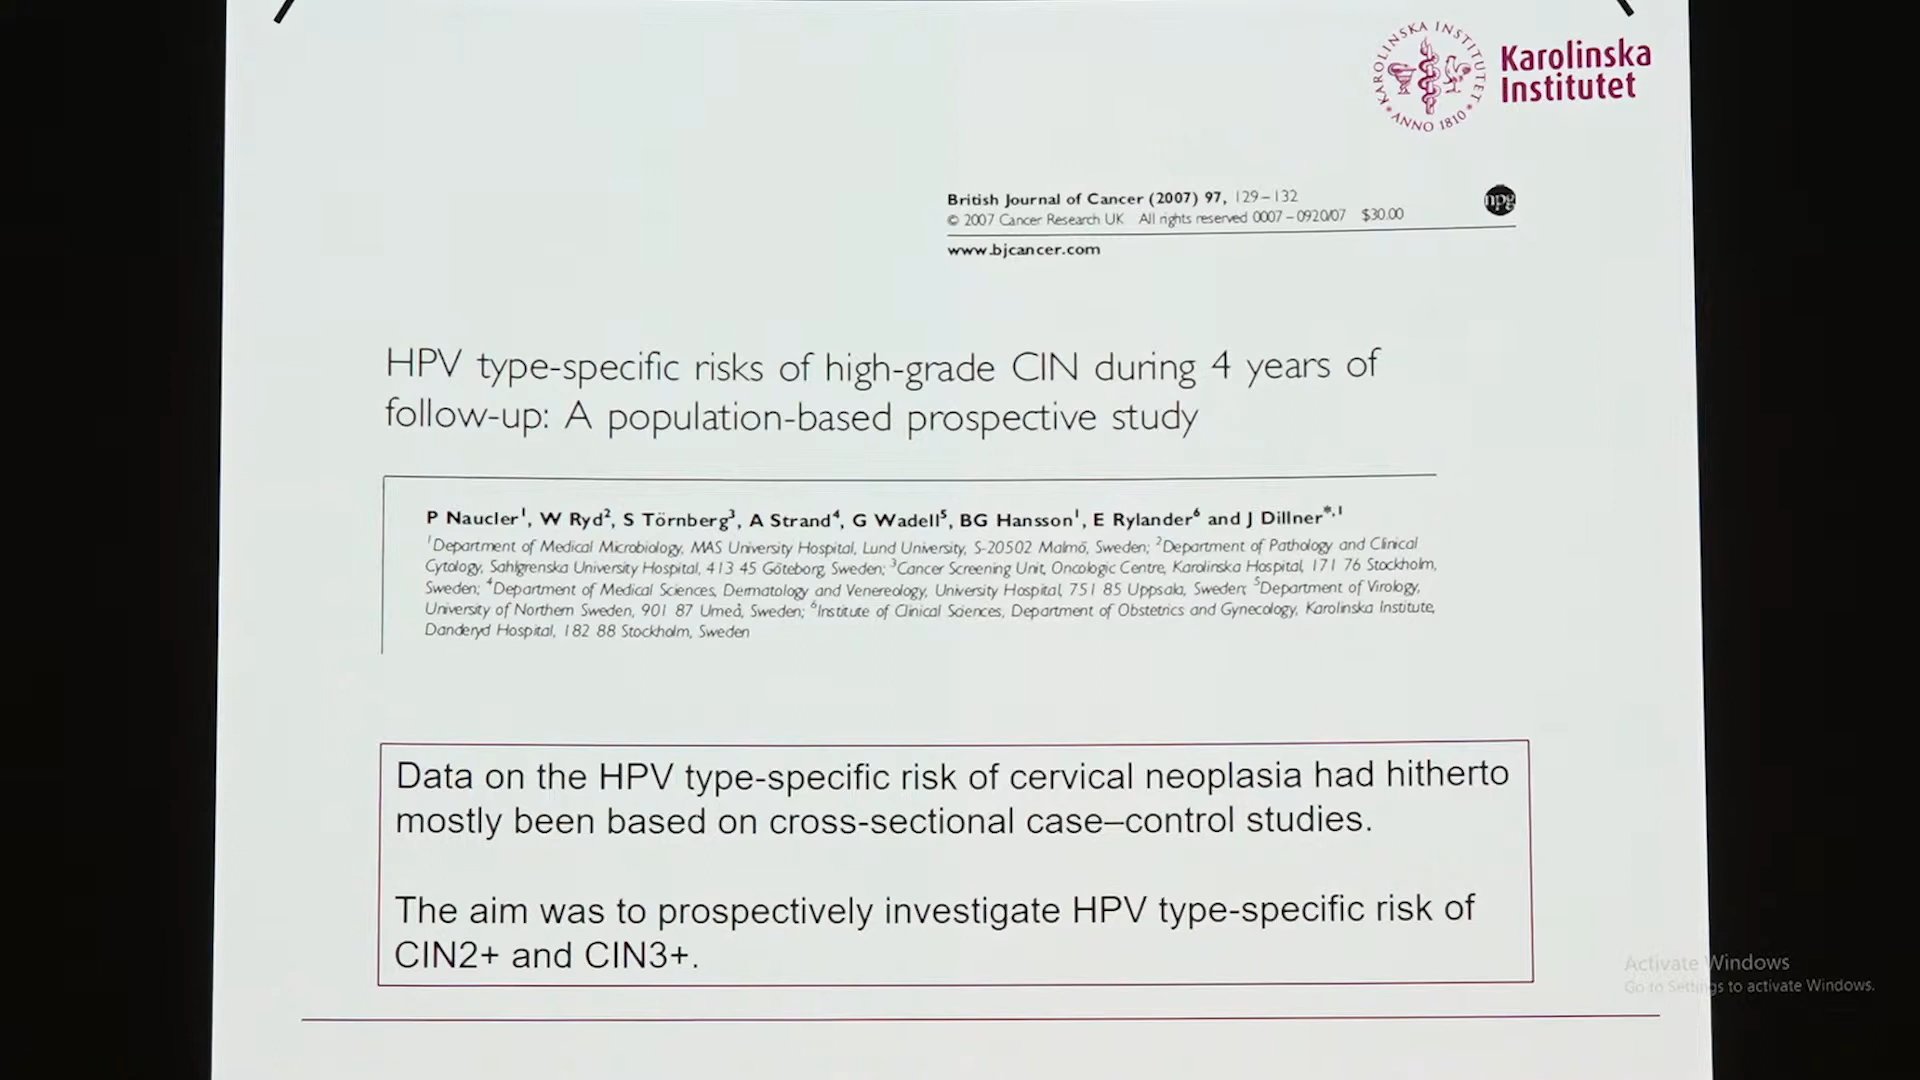 KAROLINSKA INSTITUTET
ANNO 1810
Karolinska
Institutet
British Journal of Cancer (2007) 97, 129–132
© 2007 Cancer Research UK All rights reserved 0007–0920/07 $30.00
npg
www.bjcancer.com
HPV type-specific risks of high-grade CIN during 4 years of
follow-up: A population-based prospective study
P Naucler¹, W Ryd², S Törnberg³, A Strand⁴, G Wadell⁵, BG Hansson¹, E Rylander⁶ and J Dillner*,¹
¹Department of Medical Microbiology, MAS University Hospital, Lund University, S-20502 Malmö, Sweden; ²Department of Pathology and Clinical
Cytology, Sahlgrenska University Hospital, 413 45 Göteborg, Sweden; ³Cancer Screening Unit, Oncologic Centre, Karolinska Hospital, 171 76 Stockholm,
Sweden; ⁴Department of Medical Sciences, Dermatology and Venereology, University Hospital, 751 85 Uppsala, Sweden; ⁵Department of Virology,
University of Northern Sweden, 901 87 Umeå, Sweden; ⁶Institute of Clinical Sciences, Department of Obstetrics and Gynecology, Karolinska Institute,
Danderyd Hospital, 182 88 Stockholm, Sweden
Data on the HPV type-specific risk of cervical neoplasia had hitherto
mostly been based on cross-sectional case–control studies.
The aim was to prospectively investigate HPV type-specific risk of
CIN2+ and CIN3+.
Activate Windows
Go to Settings to activate Windows.